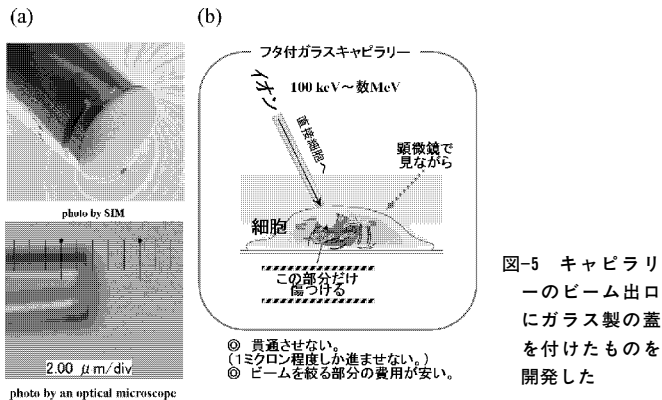 (a)
(b)
photo by SIM
2.00 μm/div
photo by an optical microscope
フタ付ガラスキャピラリー
イオン
100 keV～数MeV
直接細胞へ
顕微鏡で
見ながら
細胞
この部分だけ
傷つける
◎ 貫通させない。
(1ミクロン程度しか進ませない。)
◎ ビームを絞る部分の費用が安い。
図-5 キャピラリ
ーのビーム出口
にガラス製の蓋
を付けたものを
開発した